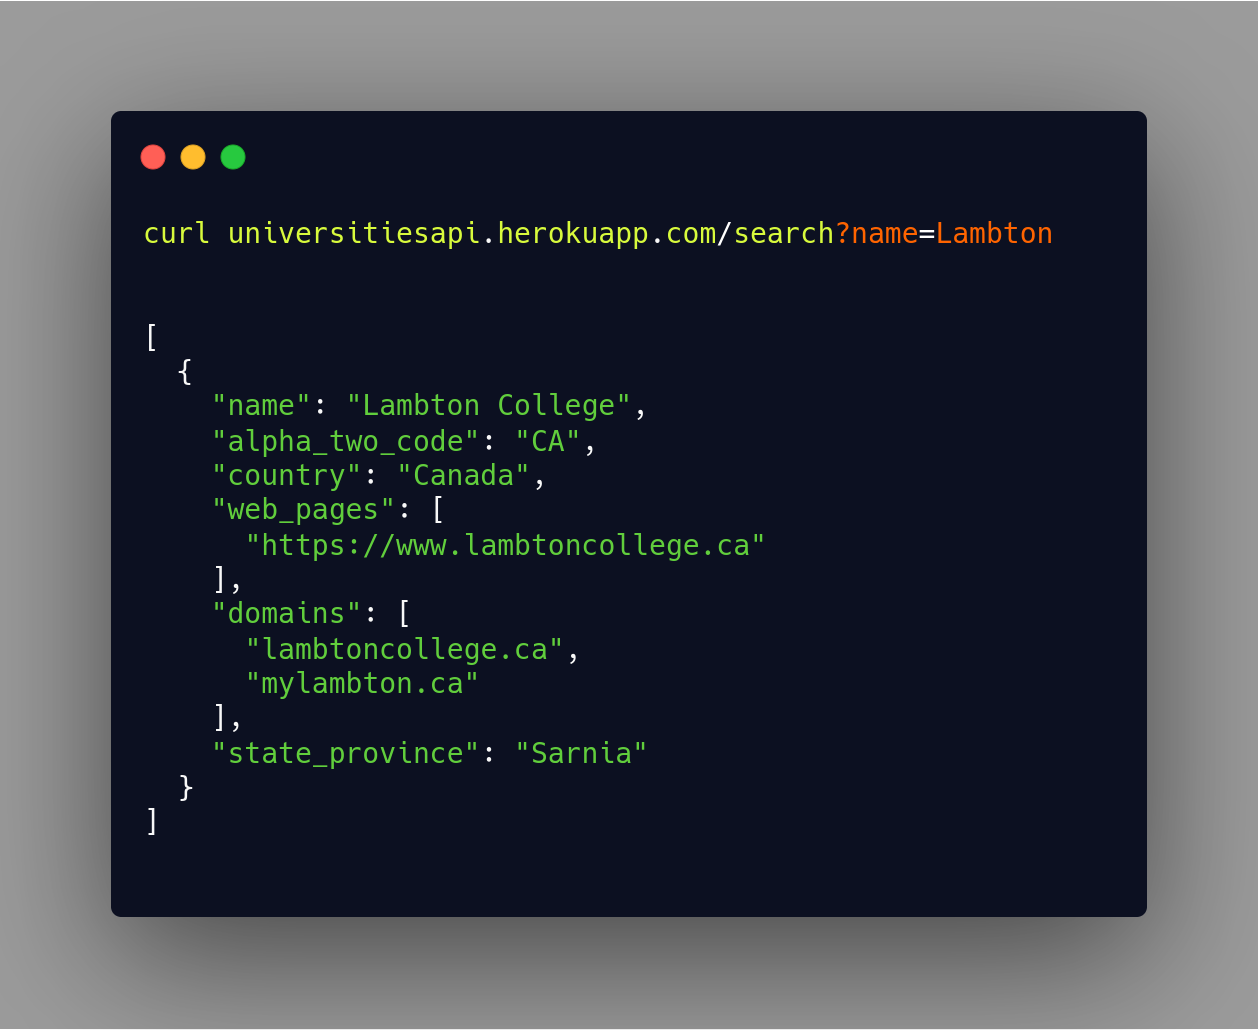 curl universitiesapi.herokuapp.com/search?name=Lambton
[
  {
    "name": "Lambton College",
    "alpha_two_code": "CA",
    "country": "Canada",
    "web_pages": [
      "https://www.lambtoncollege.ca"
    ],
    "domains": [
      "lambtoncollege.ca",
      "mylambton.ca"
    ],
    "state_province": "Sarnia"
  }
]